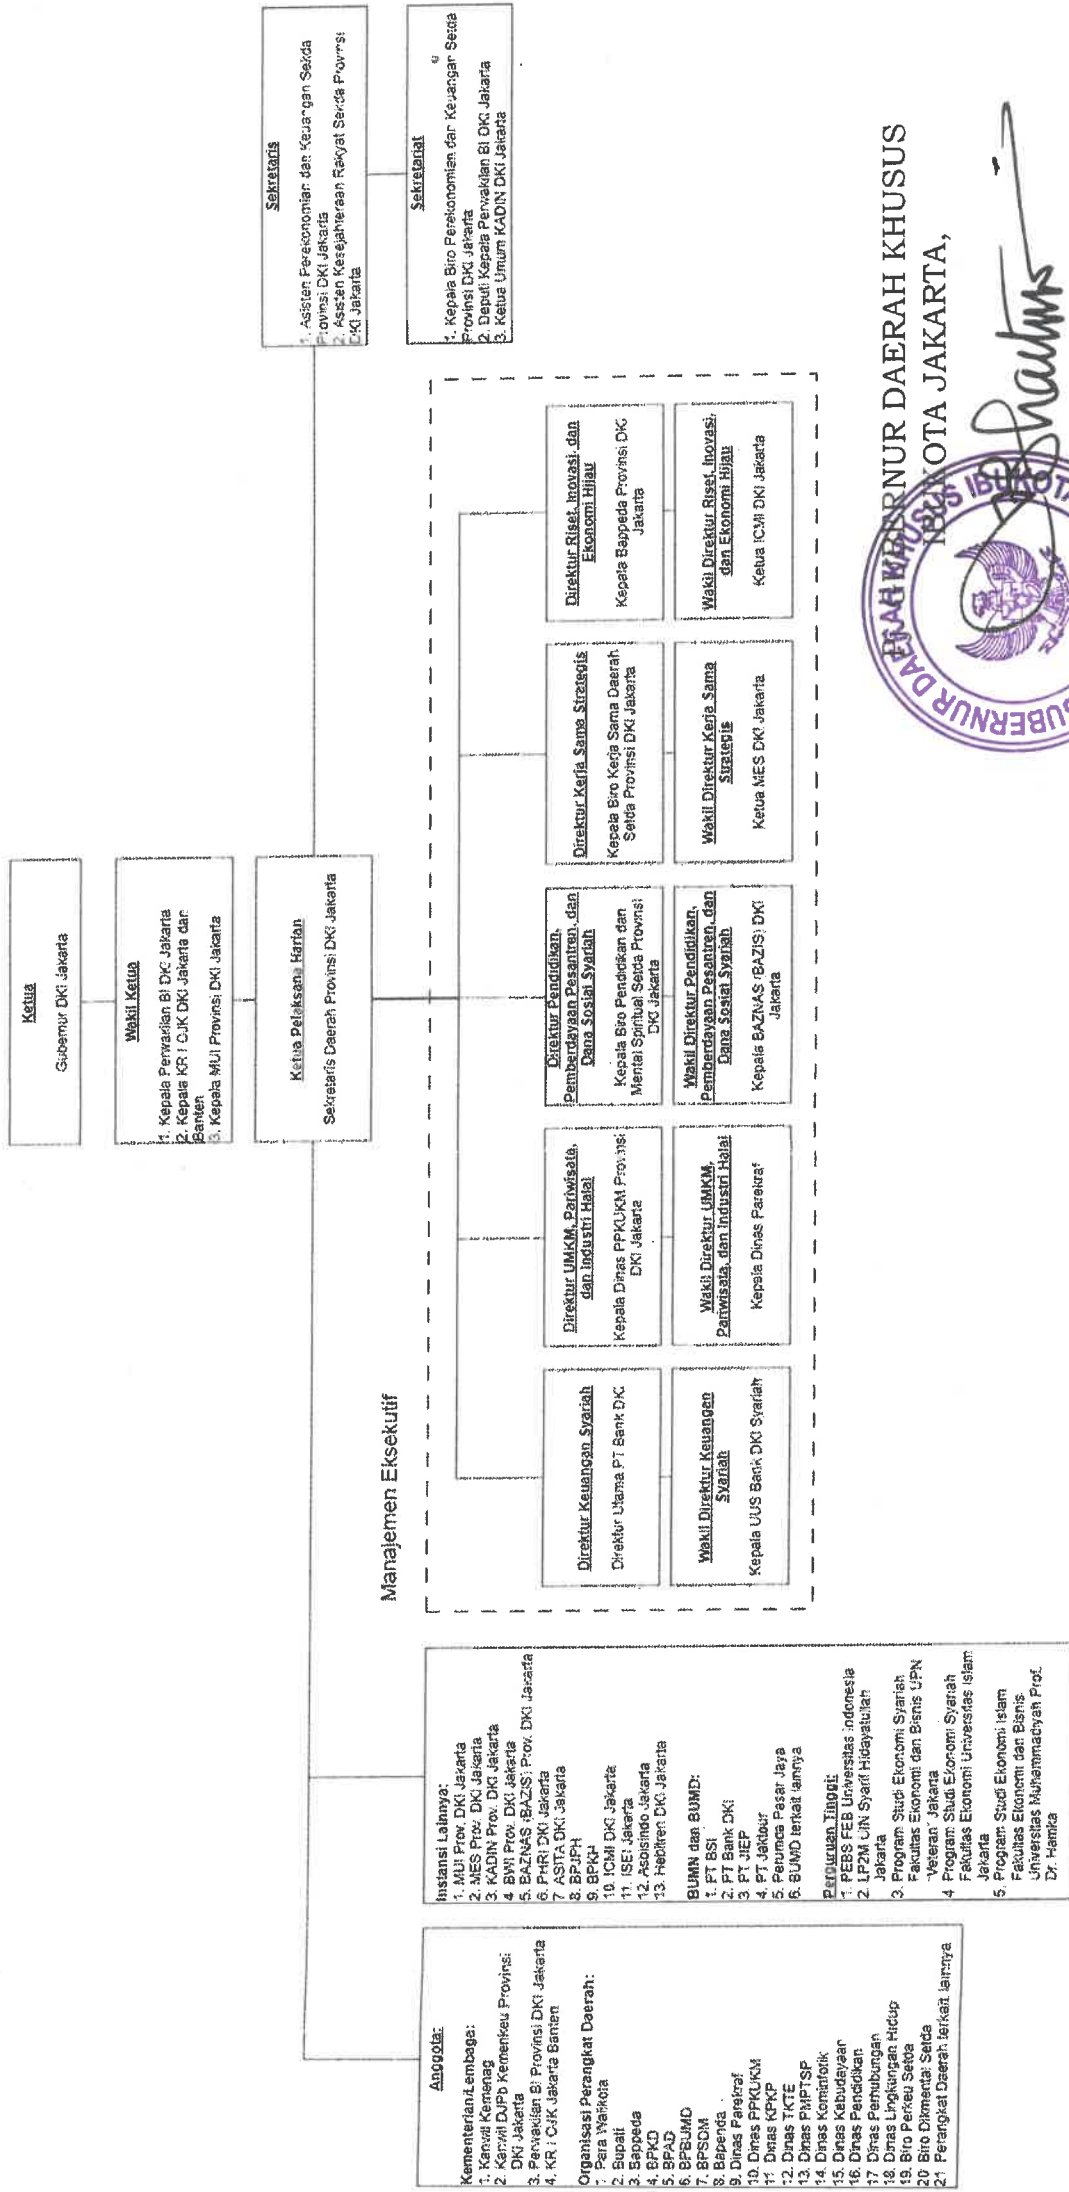 Ketua
Gubernur DKI Jakarta
Wakil Ketua
1. Kepala Perwakilan BI DKI Jakarta
2. Kepala KR I OJK DKI Jakarta dan
Banten
3. Kepala MUI Provinsi DKI Jakarta
Ketua Pelaksana Harian
Sekretaris Daerah Provinsi DKI Jakarta
Sekretaris
1. Asisten Perekonomian dan Keuangan Sekda
Provinsi DKI Jakarta
2. Asisten Kesejahteraan Rakyat Sekda Provinsi
DKI Jakarta
Sekretariat
1. Kepala Biro Perekonomian dan Keuangan Setda
Provinsi DKI Jakarta
2. Deputi Kepala Perwakilan BI DKI Jakarta
3. Ketua Umum KADIN DKI Jakarta
Manajemen Eksekutif
Direktur Keuangan Syariah
Direktur Utama PT Bank DKI
Wakil Direktur Keuangan
Syariah
Kepala UUS Bank DKI Syariah
Direktur UMKM, Pariwisata,
dan Industri Halal
Kepala Dinas PPKUKM Provinsi
DKI Jakarta
Wakil Direktur UMKM,
Pariwisata, dan Industri Halal
Kepala Dinas Parekraf
Direktur Pendidikan,
Pemberdayaan Pesantren, dan
Dana Sosial Syariah
Kepala Biro Pendidikan dan
Mental Spiritual Setda Provinsi
DKI Jakarta
Wakil Direktur Pendidikan,
Pemberdayaan Pesantren, dan
Dana Sosial Syariah
Kepala BAZNAS (BAZIS) DKI
Jakarta
Direktur Kerja Sama Strategis
Kepala Biro Kerja Sama Daerah
Setda Provinsi DKI Jakarta
Wakil Direktur Kerja Sama
Strategis
Ketua MES DKI Jakarta
Direktur Riset, Inovasi, dan
Ekonomi Hijau
Kepala Bappeda Provinsi DKI
Jakarta
Wakil Direktur Riset, Inovasi,
dan Ekonomi Hijau
Ketua ICMI DKI Jakarta
Anggota:
Kementerian/Lembaga:
1. Kanwil Kemenag
2. Kanwil DJPb Kemenkeu Provinsi
DKI Jakarta
3. Perwakilan BI Provinsi DKI Jakarta
4. KR I OJK Jakarta Banten
Organisasi Perangkat Daerah:
1. Para Walikota
2. Bupati
3. Bappeda
4. BPKD
5. BPAD
6. BPBUMD
7. BPSDM
8. Bapenda
9. Dinas Parekraf
10. Dinas PPKUKM
11. Dinas KPKP
12. Dinas TKTE
13. Dinas PMPTSP
14. Dinas Kominfotik
15. Dinas Kebudayaan
16. Dinas Pendidikan
17. Dinas Perhubungan
18. Dinas Lingkungan Hidup
19. Biro Perkeu Setda
20. Biro Dikmental Setda
21. Perangkat Daerah terkait lainnya
Instansi Lainnya:
1. MUI Prov. DKI Jakarta
2. MES Prov. DKI Jakarta
3. KADIN Prov. DKI Jakarta
4. BWI Prov. DKI Jakarta
5. BAZNAS (BAZIS) Prov. DKI Jakarta
6. PHRI DKI Jakarta
7. ASITA DKI Jakarta
8. BPJPH
9. BPKH
10. ICMI DKI Jakarta
11. ISEI Jakarta
12. Asbisindo Jakarta
13. Hebitren DKI Jakarta
BUMN dan BUMD:
1. PT BSI
2. PT Bank DKI
3. PT JIEP
4. PT Jaktour
5. Perumda Pasar Jaya
6. BUMD terkait lainnya
Perguruan Tinggi:
1. PEBS FEB Universitas Indonesia
2. LP2M UIN Syarif Hidayatullah
Jakarta
3. Program Studi Ekonomi Syariah
Fakultas Ekonomi dan Bisnis UPN
"Veteran" Jakarta
4. Program Studi Ekonomi Syariah
Fakultas Ekonomi Universitas Islam
Jakarta
5. Program Studi Ekonomi Islam
Fakultas Ekonomi dan Bisnis
Universitas Muhammadiyah Prof.
Dr. Hamka
GUBERNUR DAERAH KHUSUS
IBUKOTA JAKARTA,
GUBERNUR DAERAH KHUSUS IBUKOTA